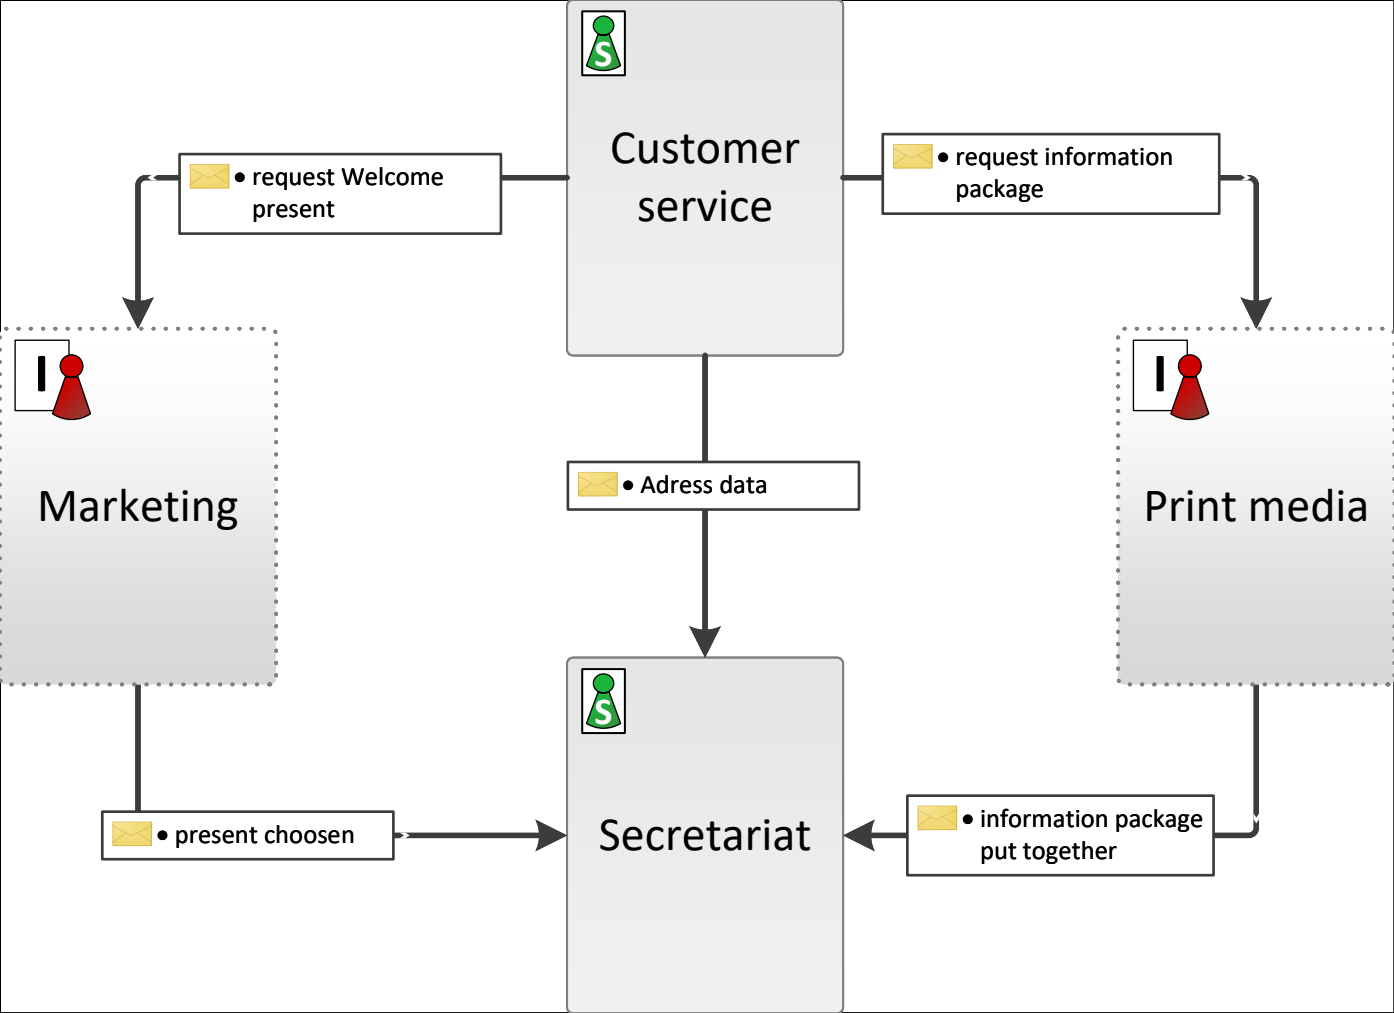 S
Customer
service
• request Welcome
present
• request information
package
I
Marketing
• Adress data
I
Print media
S
Secretariat
• present choosen
• information package
put together